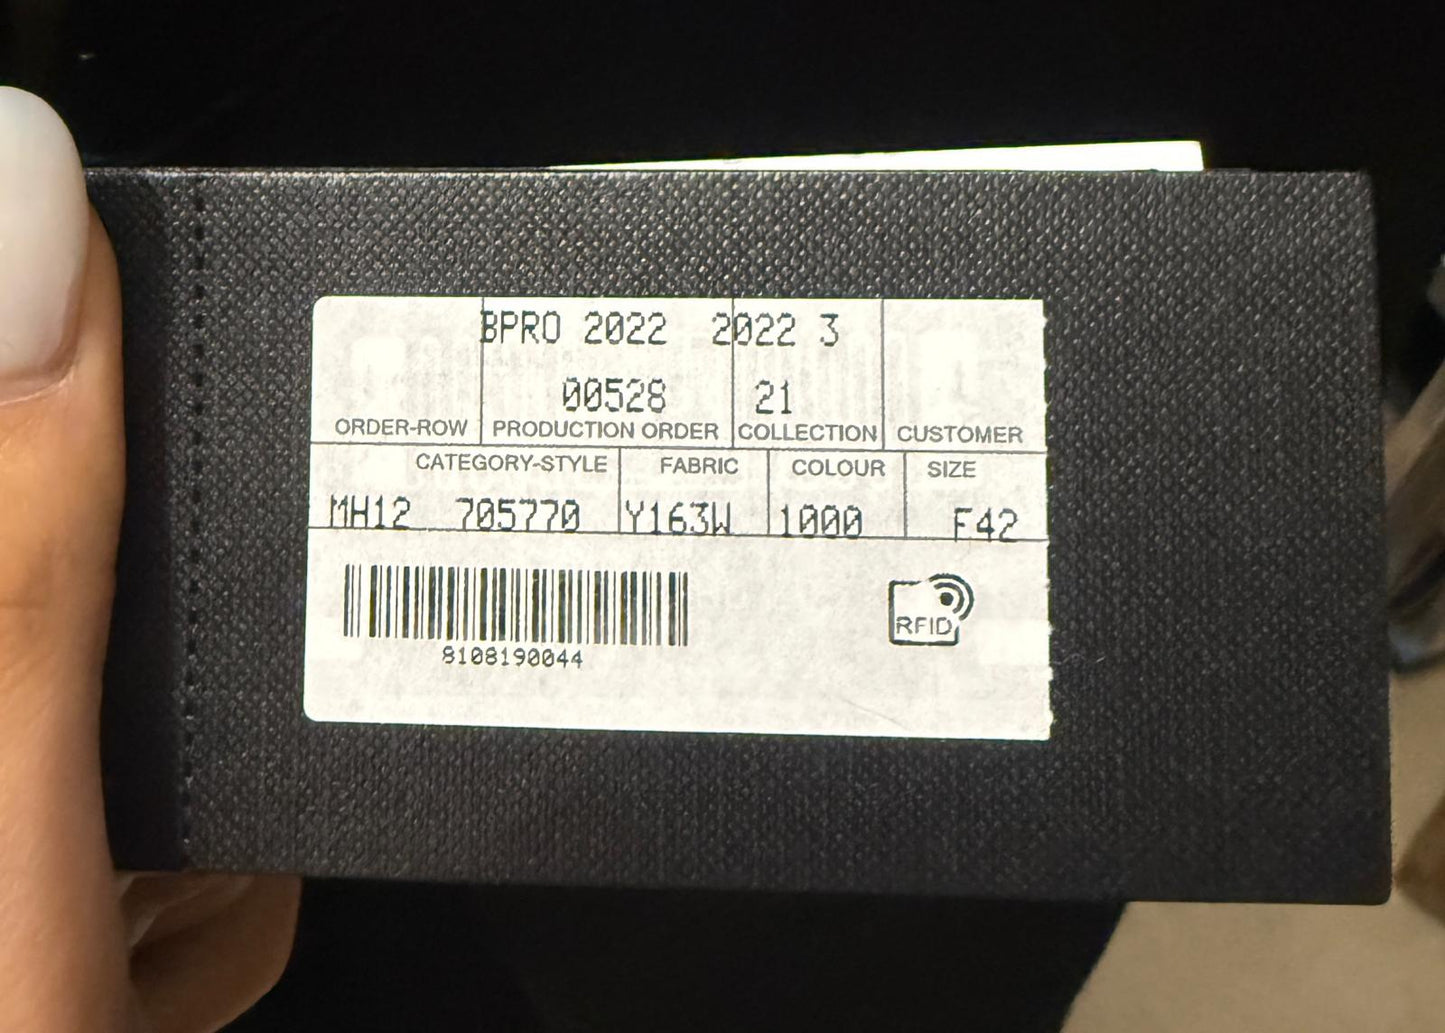 BPRO 2022 2022 3
00528 21
ORDER-ROW PRODUCTION ORDER COLLECTION CUSTOMER
CATEGORY-STYLE FABRIC COLOUR SIZE
MH12 705770 Y163W 1000 F42
8108190044
RFID